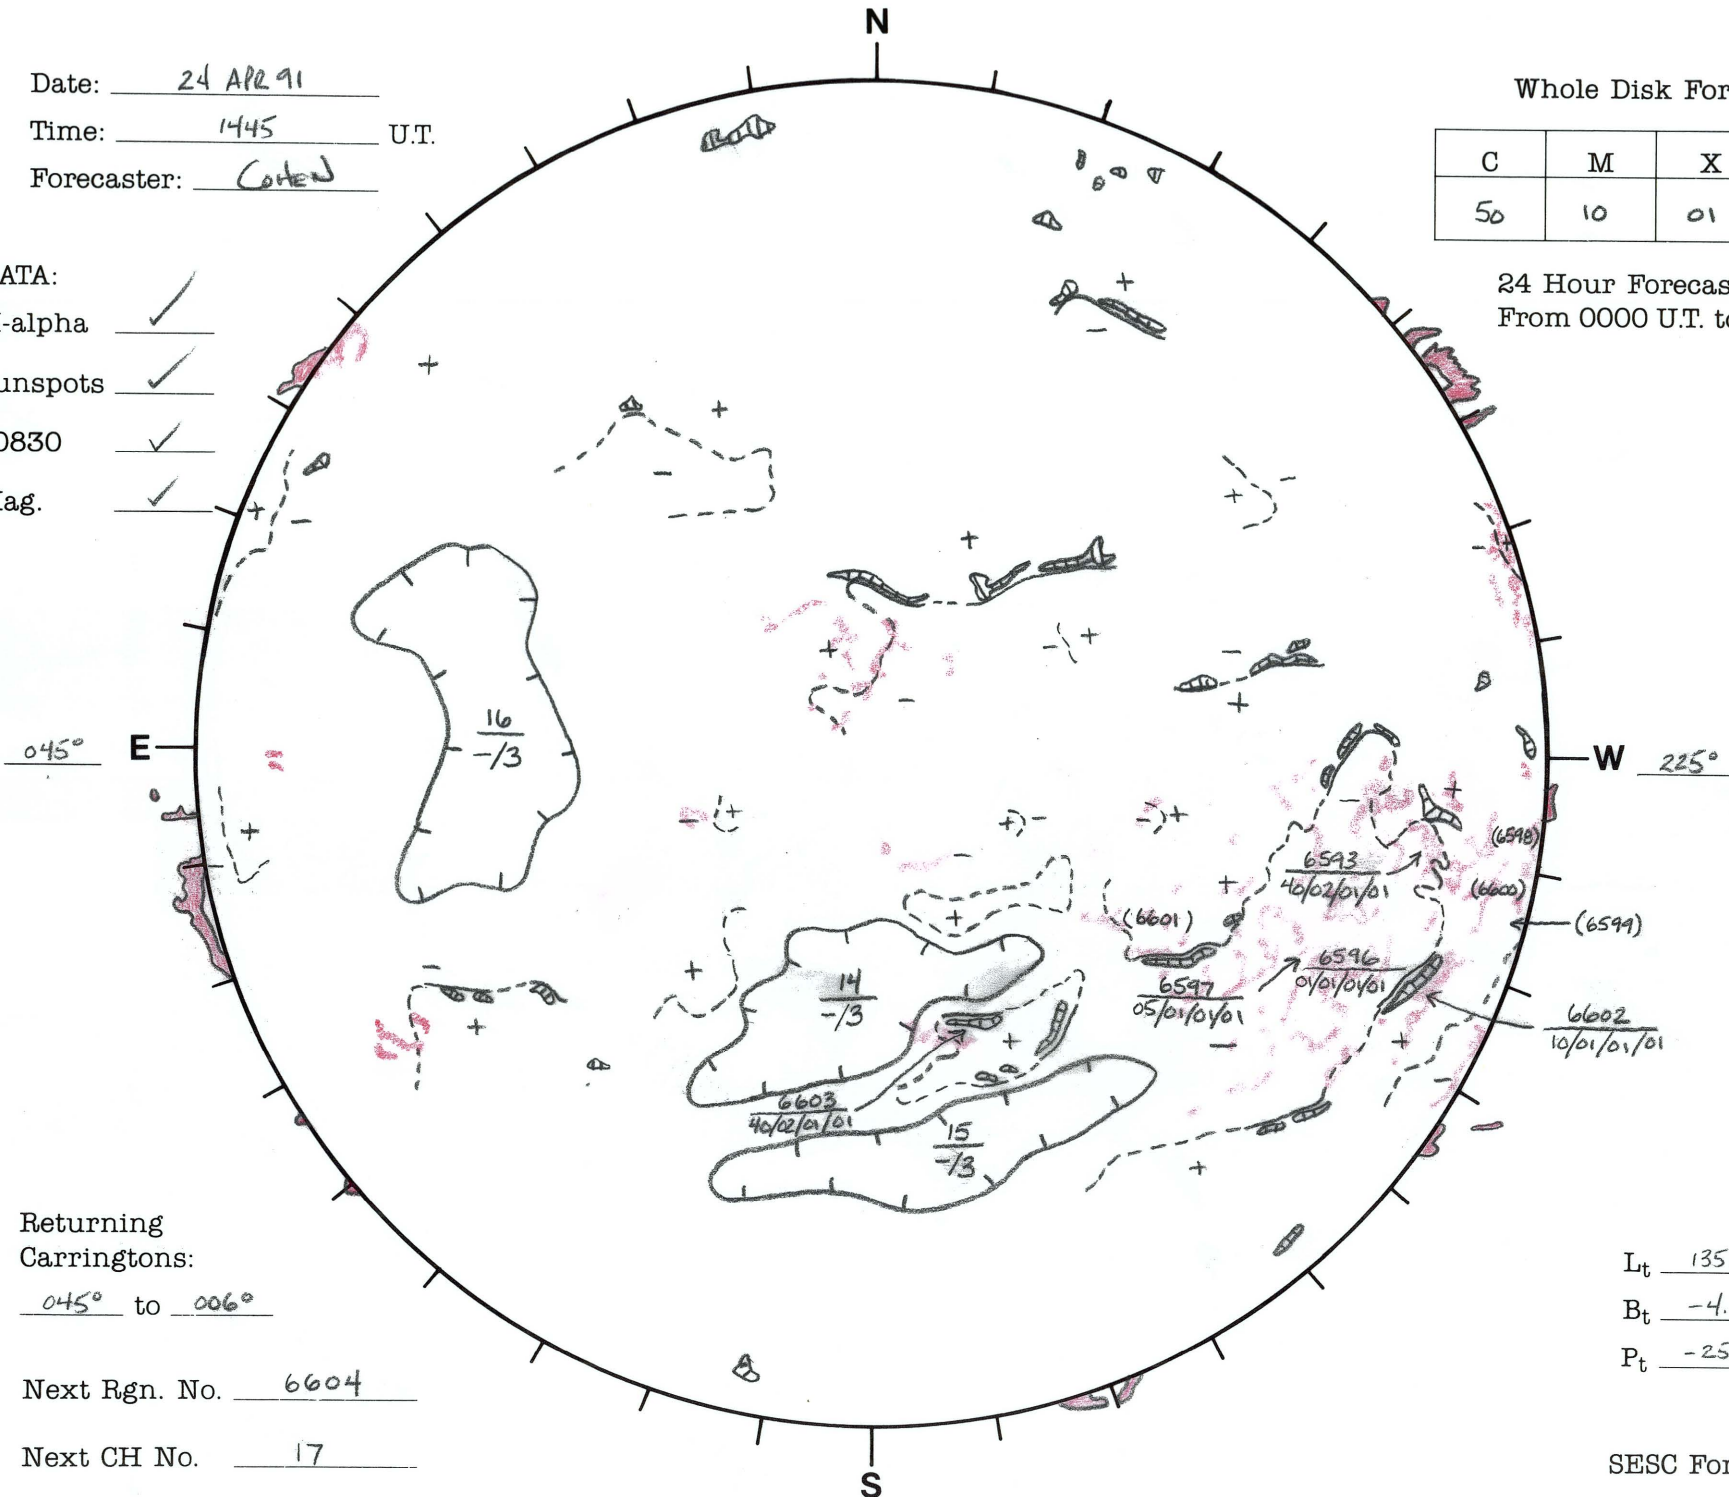 N
Date: 24 APR 91
Time: 1445 U.T.
Forecaster: COHEN
Whole Disk For
C M X
50 10 01
24 Hour Forecas
From 0000 U.T. to
ATA:
-alpha ✓
unspots ✓
0830 ✓
ag. ✓
+
-
+
+
-
+
-
+
-
+
-
+
-
+
-
-
+
-
+
16
-/3
045° E
W 225°
-
+
-
+
+
-
-
+
+
(6598)
6593
40/02/01/01
(6600)
+
-
+
(6601)
(6599)
-
+
+
14
-/3
6596
01/01/01/01
6597
05/01/01/01
6602
10/01/01/01
+
-
+
-
6603
40/02/01/01
15
-/3
+
Returning
Carringtons:
045° to 006°
Next Rgn. No. 6604
Next CH No. 17
Lt 135
Bt -4.
Pt -25
SESC For
S